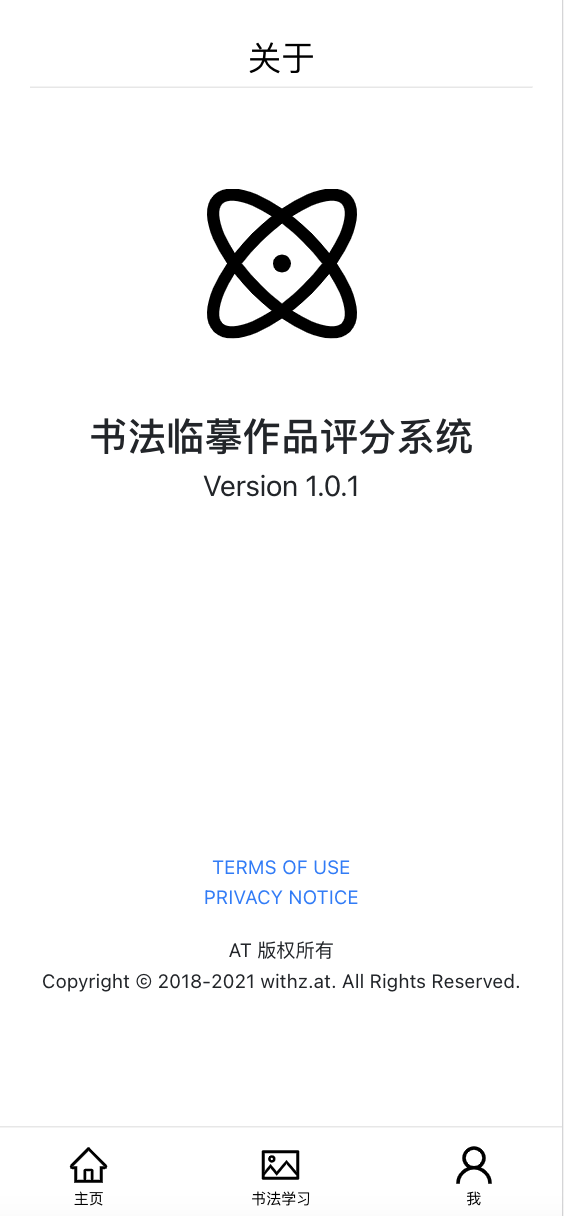 关于
书法临摹作品评分系统
Version 1.0.1
TERMS OF USE
PRIVACY NOTICE
AT 版权所有
Copyright © 2018-2021 withz.at. All Rights Reserved.
主页
书法学习
我